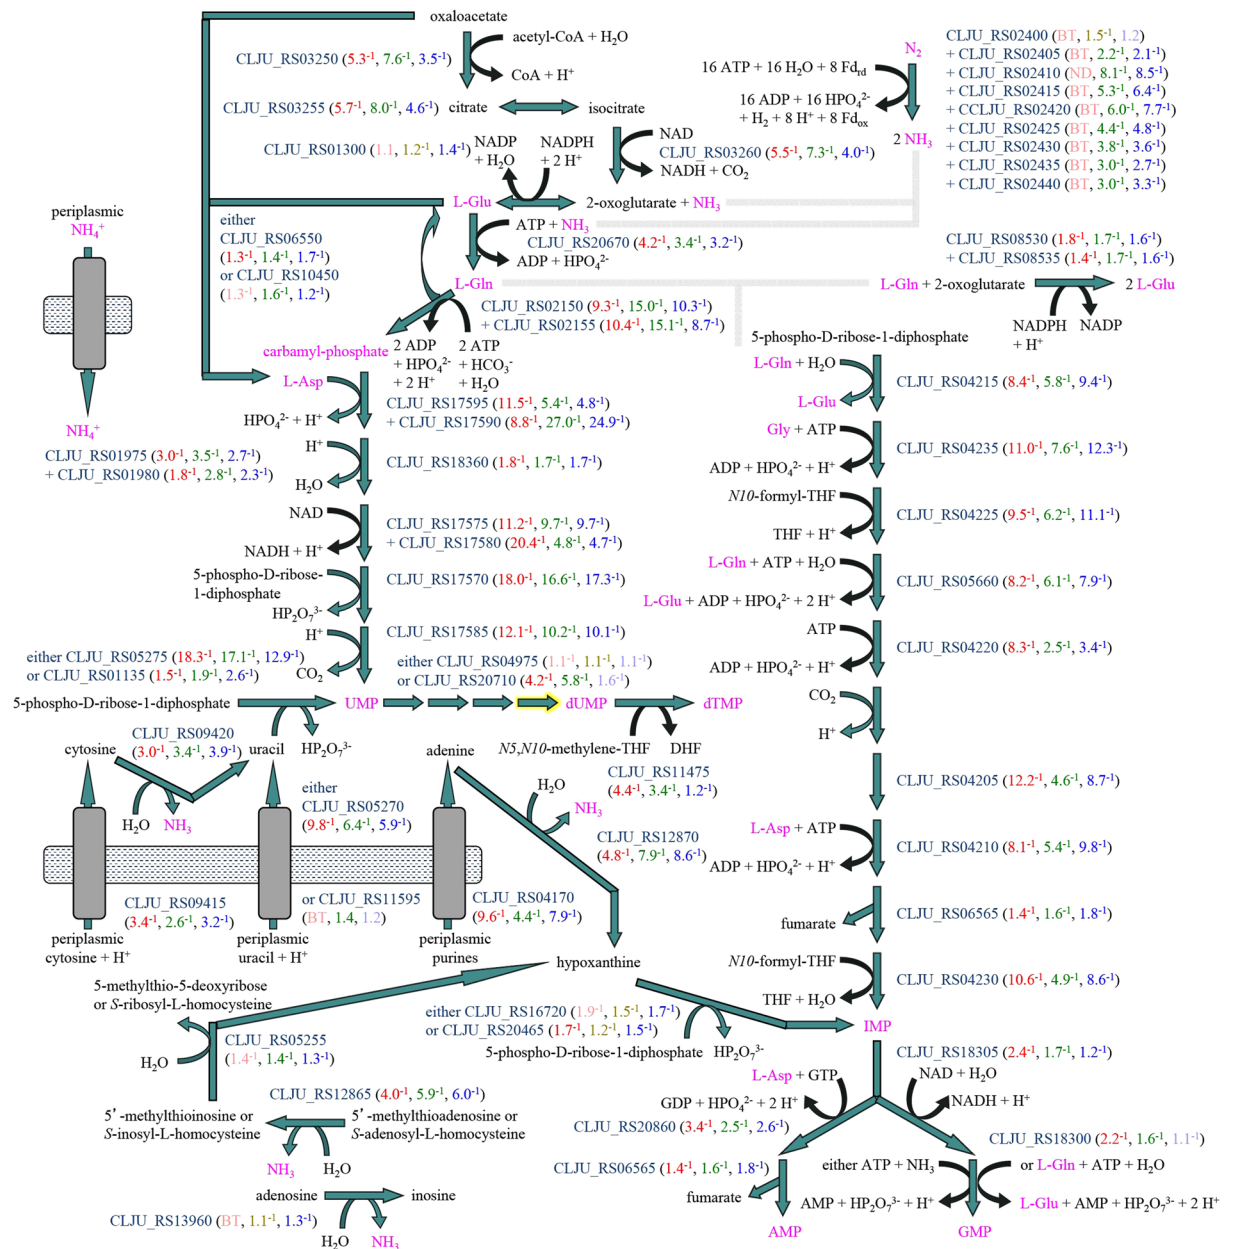 oxaloacetate
acetyl-CoA + H₂O
CLJU_RS03250 (5.3⁻¹, 7.6⁻¹, 3.5⁻¹)
CoA + H⁺
CLJU_RS03255 (5.7⁻¹, 8.0⁻¹, 4.6⁻¹)
citrate
isocitrate
CLJU_RS01300 (1.1, 1.2⁻¹, 1.4⁻¹)
NADP
+ H₂O
NADPH
+ 2 H⁺
NAD
CLJU_RS03260 (5.5⁻¹, 7.3⁻¹, 4.0⁻¹)
NADH + CO₂
L-Glu
2-oxoglutarate + NH₃
N₂
16 ATP + 16 H₂O + 8 Fdrd
16 ADP + 16 HPO₄²⁻
+ H₂ + 8 H⁺ + 8 Fdox
2 NH₃
CLJU_RS02400 (BT, 1.5⁻¹, 1.2)
+ CLJU_RS02405 (BT, 2.2⁻¹, 2.1⁻¹)
+ CLJU_RS02410 (ND, 8.1⁻¹, 8.5⁻¹)
+ CLJU_RS02415 (BT, 5.3⁻¹, 6.4⁻¹)
+ CCLJU_RS02420 (BT, 6.0⁻¹, 7.7⁻¹)
+ CLJU_RS02425 (BT, 4.4⁻¹, 4.8⁻¹)
+ CLJU_RS02430 (BT, 3.8⁻¹, 3.6⁻¹)
+ CLJU_RS02435 (BT, 3.0⁻¹, 2.7⁻¹)
+ CLJU_RS02440 (BT, 3.0⁻¹, 3.3⁻¹)
periplasmic
NH₄⁺
NH₄⁺
CLJU_RS01975 (3.0⁻¹, 3.5⁻¹, 2.7⁻¹)
+ CLJU_RS01980 (1.8⁻¹, 2.8⁻¹, 2.3⁻¹)
either
CLJU_RS06550
(1.3⁻¹, 1.4⁻¹, 1.7⁻¹)
or CLJU_RS10450
(1.3⁻¹, 1.6⁻¹, 1.2⁻¹)
ATP + NH₃
CLJU_RS20670 (4.2⁻¹, 3.4⁻¹, 3.2⁻¹)
ADP + HPO₄²⁻
L-Gln
CLJU_RS02150 (9.3⁻¹, 15.0⁻¹, 10.3⁻¹)
+ CLJU_RS02155 (10.4⁻¹, 15.1⁻¹, 8.7⁻¹)
CLJU_RS08530 (1.8⁻¹, 1.7⁻¹, 1.6⁻¹)
+ CLJU_RS08535 (1.4⁻¹, 1.7⁻¹, 1.6⁻¹)
L-Gln + 2-oxoglutarate
2 L-Glu
NADPH
+ H⁺
NADP
carbamyl-phosphate
2 ADP
+ HPO₄²⁻
+ 2 H⁺
2 ATP
+ HCO₃⁻
+ H₂O
L-Asp
HPO₄²⁻ + H⁺
CLJU_RS17595 (11.5⁻¹, 5.4⁻¹, 4.8⁻¹)
+ CLJU_RS17590 (8.8⁻¹, 27.0⁻¹, 24.9⁻¹)
H⁺
H₂O
CLJU_RS18360 (1.8⁻¹, 1.7⁻¹, 1.7⁻¹)
NAD
NADH + H⁺
CLJU_RS17575 (11.2⁻¹, 9.7⁻¹, 9.7⁻¹)
+ CLJU_RS17580 (20.4⁻¹, 4.8⁻¹, 4.7⁻¹)
5-phospho-D-ribose-
1-diphosphate
HP₂O₇³⁻
CLJU_RS17570 (18.0⁻¹, 16.6⁻¹, 17.3⁻¹)
H⁺
CO₂
CLJU_RS17585 (12.1⁻¹, 10.2⁻¹, 10.1⁻¹)
either CLJU_RS05275 (18.3⁻¹, 17.1⁻¹, 12.9⁻¹)
or CLJU_RS01135 (1.5⁻¹, 1.9⁻¹, 2.6⁻¹)
either CLJU_RS04975 (1.1⁻¹, 1.1⁻¹, 1.1⁻¹)
or CLJU_RS20710 (4.2⁻¹, 5.8⁻¹, 1.6⁻¹)
5-phospho-D-ribose-1-diphosphate
UMP
dUMP
dTMP
N5,N10-methylene-THF
DHF
CLJU_RS11475
(4.4⁻¹, 3.4⁻¹, 1.2⁻¹)
cytosine
CLJU_RS09420
(3.0⁻¹, 3.4⁻¹, 3.9⁻¹)
uracil
HP₂O₇³⁻
H₂O
NH₃
either
CLJU_RS05270
(9.8⁻¹, 6.4⁻¹, 5.9⁻¹)
or CLJU_RS11595
(BT, 1.4, 1.2)
CLJU_RS09415
(3.4⁻¹, 2.6⁻¹, 3.2⁻¹)
periplasmic
cytosine + H⁺
periplasmic
uracil + H⁺
adenine
H₂O
NH₃
CLJU_RS12870
(4.8⁻¹, 7.9⁻¹, 8.6⁻¹)
CLJU_RS04170
(9.6⁻¹, 4.4⁻¹, 7.9⁻¹)
periplasmic
purines
hypoxanthine
5-phospho-D-ribose-1-diphosphate
L-Gln + H₂O
L-Glu
CLJU_RS04215 (8.4⁻¹, 5.8⁻¹, 9.4⁻¹)
Gly + ATP
ADP + HPO₄²⁻ + H⁺
CLJU_RS04235 (11.0⁻¹, 7.6⁻¹, 12.3⁻¹)
N10-formyl-THF
THF + H⁺
CLJU_RS04225 (9.5⁻¹, 6.2⁻¹, 11.1⁻¹)
L-Gln + ATP + H₂O
L-Glu + ADP + HPO₄²⁻ + 2 H⁺
CLJU_RS05660 (8.2⁻¹, 6.1⁻¹, 7.9⁻¹)
ATP
ADP + HPO₄²⁻ + H⁺
CLJU_RS04220 (8.3⁻¹, 2.5⁻¹, 3.4⁻¹)
CO₂
H⁺
CLJU_RS04205 (12.2⁻¹, 4.6⁻¹, 8.7⁻¹)
L-Asp + ATP
ADP + HPO₄²⁻ + H⁺
CLJU_RS04210 (8.1⁻¹, 5.4⁻¹, 9.8⁻¹)
fumarate
CLJU_RS06565 (1.4⁻¹, 1.6⁻¹, 1.8⁻¹)
N10-formyl-THF
THF + H₂O
CLJU_RS04230 (10.6⁻¹, 4.9⁻¹, 8.6⁻¹)
IMP
5-methylthio-5-deoxyribose
or S-ribosyl-L-homocysteine
H₂O
CLJU_RS05255
(1.4⁻¹, 1.4⁻¹, 1.3⁻¹)
either CLJU_RS16720 (1.9⁻¹, 1.5⁻¹, 1.7⁻¹)
or CLJU_RS20465 (1.7⁻¹, 1.2⁻¹, 1.5⁻¹)
5-phospho-D-ribose-1-diphosphate
HP₂O₇³⁻
CLJU_RS12865 (4.0⁻¹, 5.9⁻¹, 6.0⁻¹)
5′-methylthioinosine or
S-inosyl-L-homocysteine
5′-methylthioadenosine or
S-adenosyl-L-homocysteine
NH₃
H₂O
adenosine
inosine
CLJU_RS13960 (BT, 1.1⁻¹, 1.3⁻¹)
H₂O
NH₃
CLJU_RS18305 (2.4⁻¹, 1.7⁻¹, 1.2⁻¹)
L-Asp + GTP
NAD + H₂O
GDP + HPO₄²⁻ + 2 H⁺
NADH + H⁺
CLJU_RS20860 (3.4⁻¹, 2.5⁻¹, 2.6⁻¹)
CLJU_RS18300 (2.2⁻¹, 1.6⁻¹, 1.1⁻¹)
CLJU_RS06565 (1.4⁻¹, 1.6⁻¹, 1.8⁻¹)
fumarate
AMP
either ATP + NH₃
AMP + HP₂O₇³⁻ + H⁺
or L-Gln + ATP + H₂O
L-Glu + AMP + HP₂O₇³⁻ + 2 H⁺
GMP